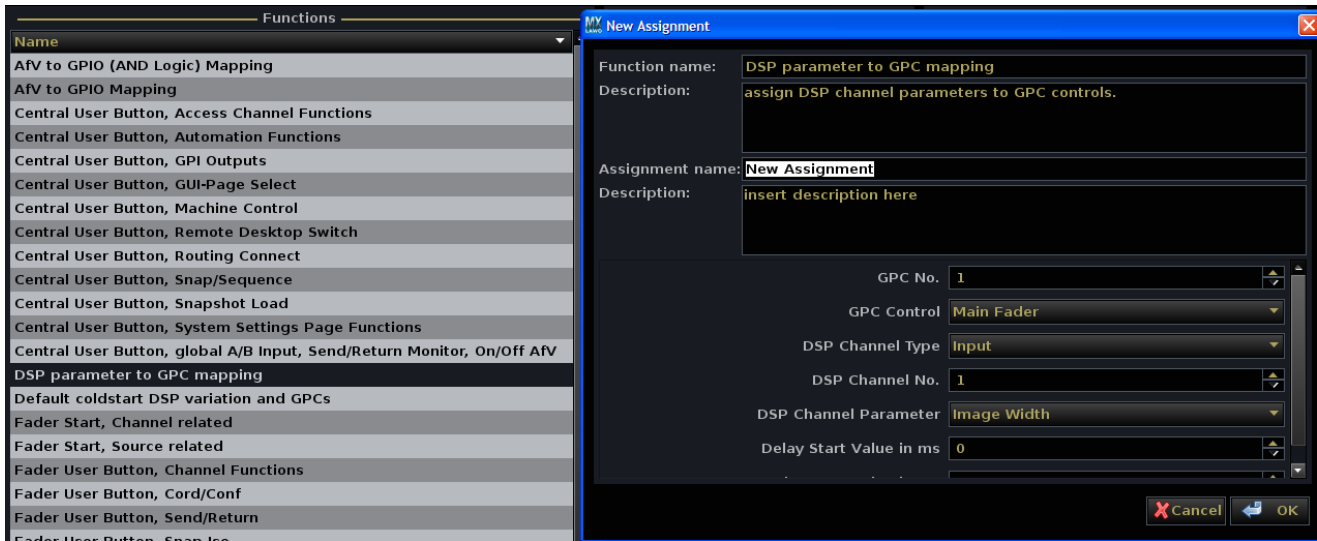 Functions
Name
AfV to GPIO (AND Logic) Mapping
AfV to GPIO Mapping
Central User Button, Access Channel Functions
Central User Button, Automation Functions
Central User Button, GPI Outputs
Central User Button, GUI-Page Select
Central User Button, Machine Control
Central User Button, Remote Desktop Switch
Central User Button, Routing Connect
Central User Button, Snap/Sequence
Central User Button, Snapshot Load
Central User Button, System Settings Page Functions
Central User Button, global A/B Input, Send/Return Monitor, On/Off AfV
DSP parameter to GPC mapping
Default coldstart DSP variation and GPCs
Fader Start, Channel related
Fader Start, Source related
Fader User Button, Channel Functions
Fader User Button, Cord/Conf
Fader User Button, Send/Return
Fader User Button, Snap Iso
New Assignment
Function name: DSP parameter to GPC mapping
Description: assign DSP channel parameters to GPC controls.
Assignment name: New Assignment
Description: insert description here
GPC No. 1
GPC Control Main Fader
DSP Channel Type Input
DSP Channel No. 1
DSP Channel Parameter Image Width
Delay Start Value in ms 0
Cancel OK